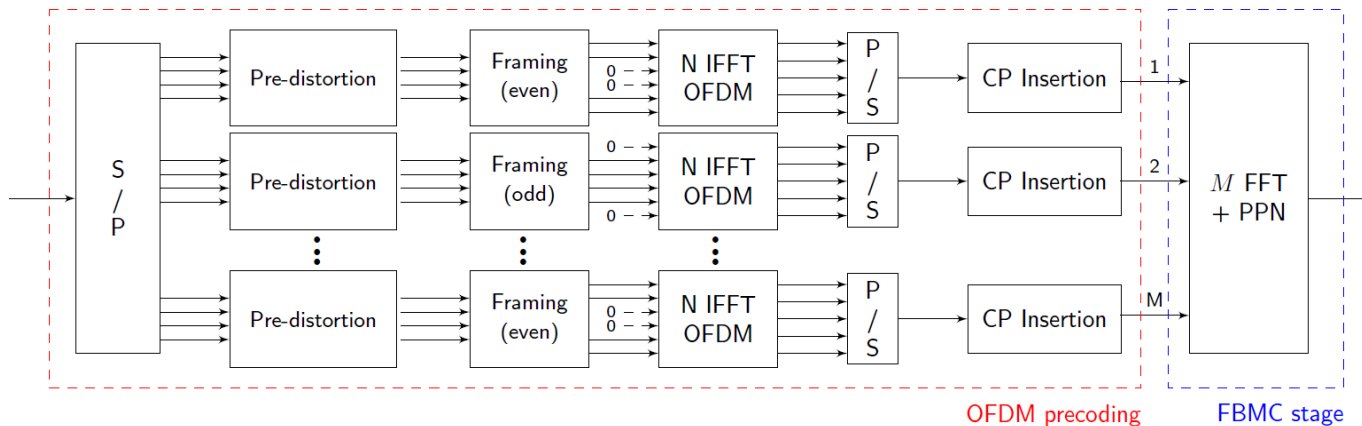 S
/
P
Pre-distortion
Framing
(even)
0
0
N IFFT
OFDM
P
/
S
CP Insertion
1
Pre-distortion
Framing
(odd)
0
0
N IFFT
OFDM
P
/
S
CP Insertion
2
Pre-distortion
Framing
(even)
0
0
N IFFT
OFDM
P
/
S
CP Insertion
M
M FFT
+ PPN
OFDM precoding
FBMC stage